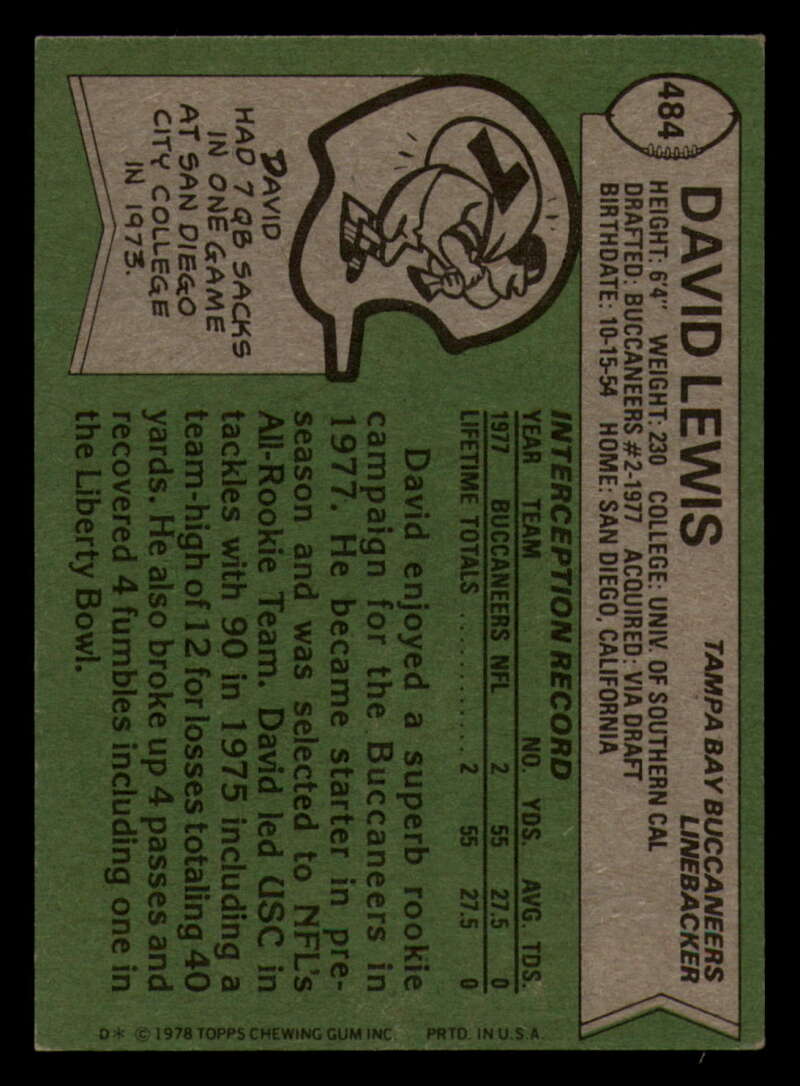 484
DAVID LEWIS
TAMPA BAY BUCCANEERS
LINEBACKER
HEIGHT: 6'4" WEIGHT: 230 COLLEGE: UNIV. OF SOUTHERN CAL
DRAFTED: BUCCANEERS #2-1977 ACQUIRED: VIA DRAFT
BIRTHDATE: 10-15-54 HOME: SAN DIEGO, CALIFORNIA
DAVID
HAD 7 QB SACKS
IN ONE GAME
AT SAN DIEGO
CITY COLLEGE
IN 1973.
INTERCEPTION RECORD
YEAR TEAM NO. YDS. AVG. TDS.
1977 BUCCANEERS NFL 2 55 27.5 0
LIFETIME TOTALS .......... 2 55 27.5 0
David enjoyed a superb rookie
campaign for the Buccaneers in
1977. He became starter in pre-
season and was selected to NFL's
All-Rookie Team. David led USC in
tackles with 90 in 1975 including a
team-high of 12 for losses totaling 40
yards. He also broke up 4 passes and
recovered 4 fumbles including one in
the Liberty Bowl.
D* © 1978 TOPPS CHEWING GUM INC. PRTD. IN U.S.A.